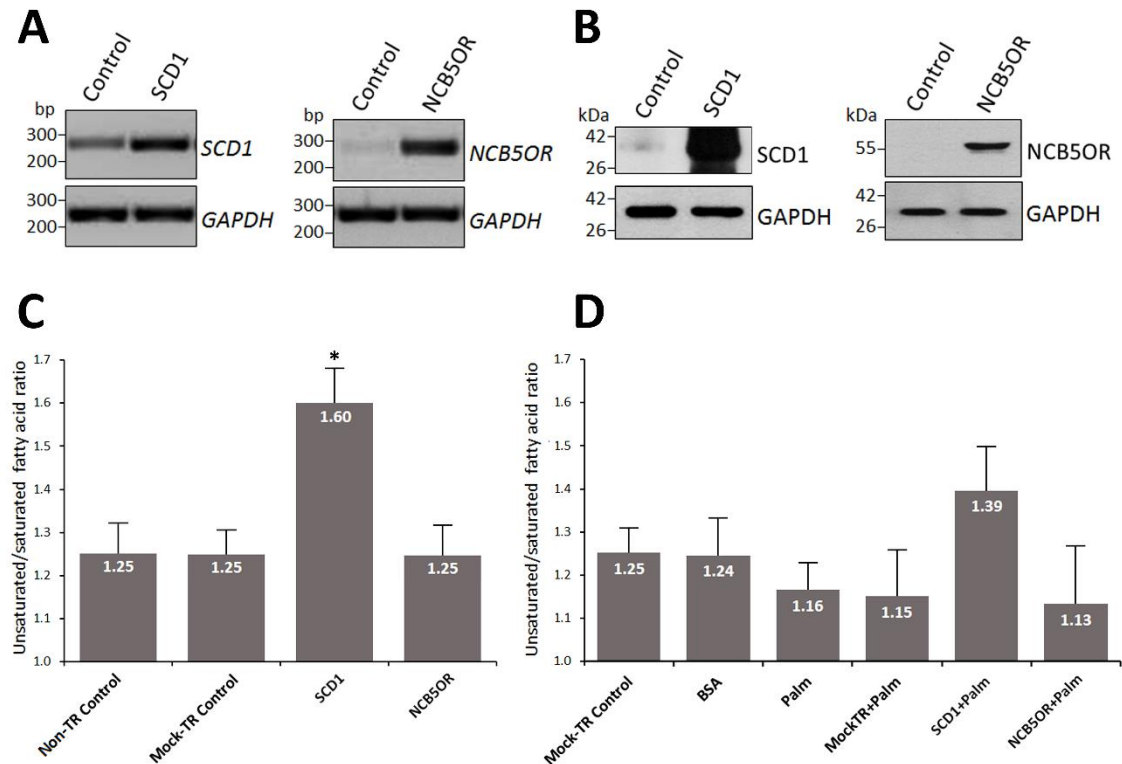 A
Control
SCD1
bp
300
200
SCD1
300
200
GAPDH
Control
NCB5OR
bp
300
200
NCB5OR
300
200
GAPDH
B
Control
SCD1
kDa
42
26
SCD1
42
26
GAPDH
Control
NCB5OR
kDa
55
NCB5OR
42
26
GAPDH
C
Unsaturated/saturated fatty acid ratio
1.7
1.6
1.5
1.4
1.3
1.2
1.1
1.0
*
1.25
1.25
1.60
1.25
Non-TR Control
Mock-TR Control
SCD1
NCB5OR
D
Unsaturated/saturated fatty acid ratio
1.7
1.6
1.5
1.4
1.3
1.2
1.1
1.0
1.25
1.24
1.16
1.15
1.39
1.13
Mock-TR Control
BSA
Palm
MockTR+Palm
SCD1+Palm
NCB5OR+Palm